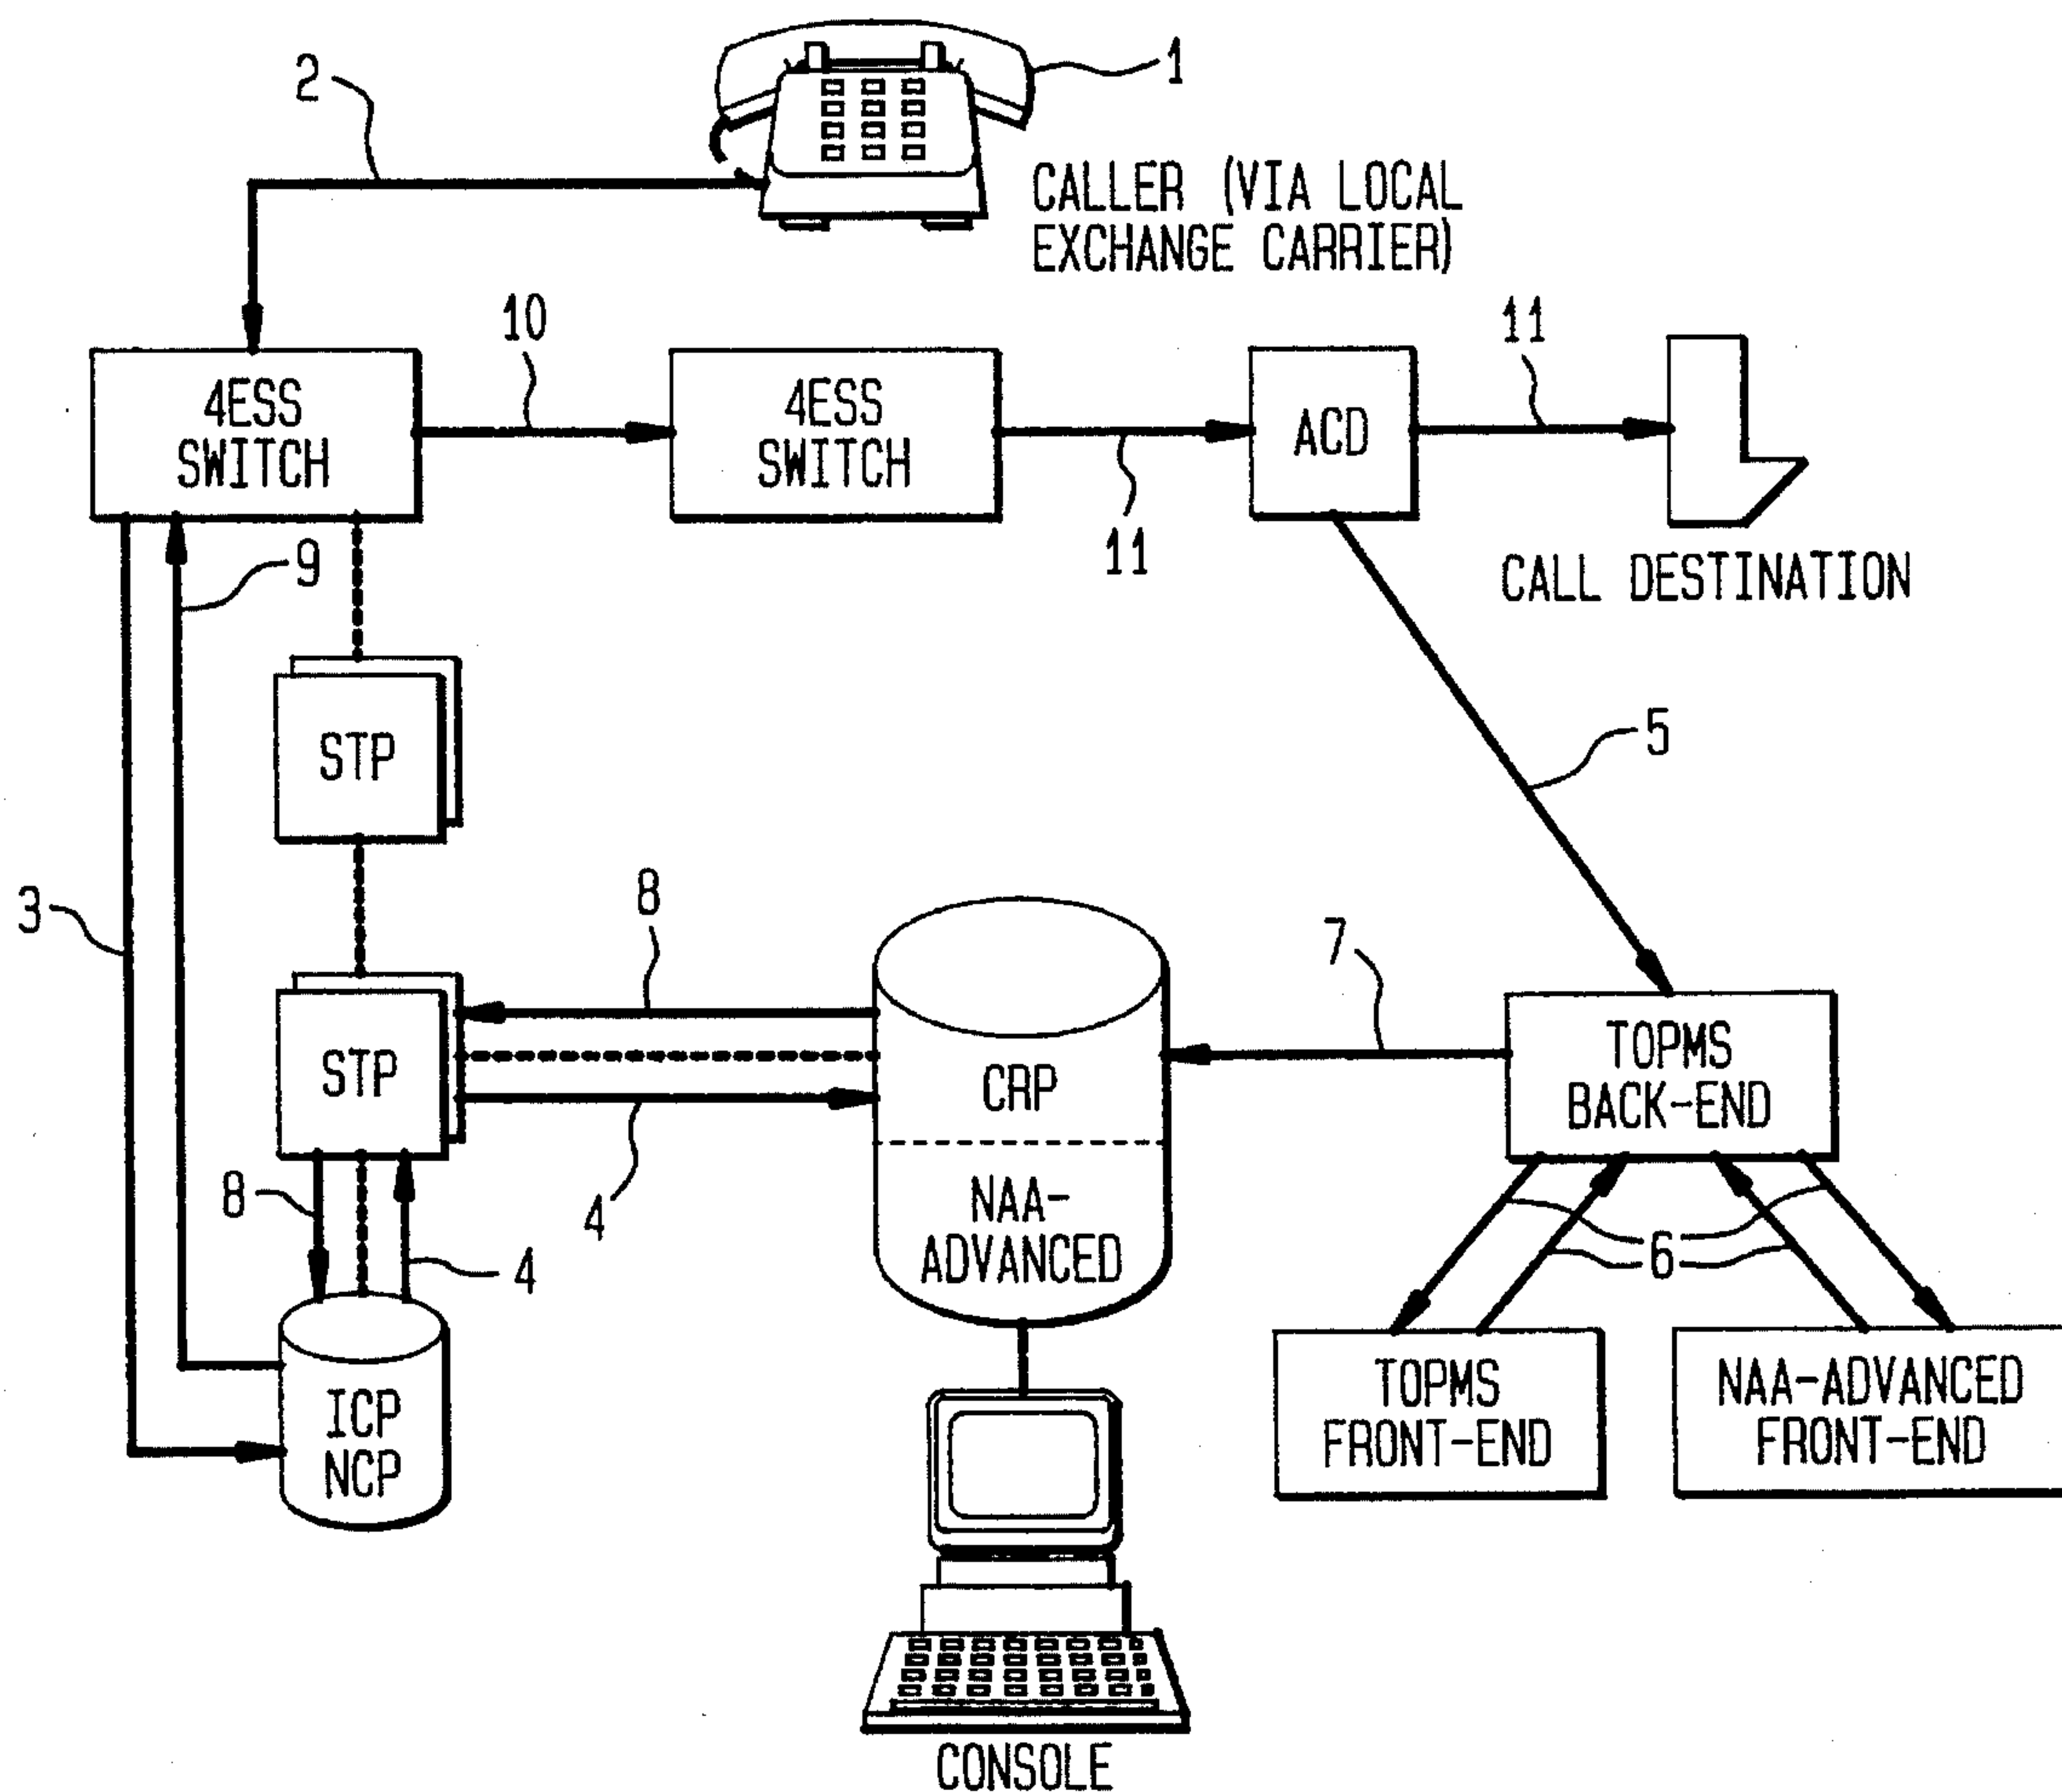 1
2
CALLER (VIA LOCAL
EXCHANGE CARRIER)
10
11
4ESS
SWITCH
4ESS
SWITCH
ACD
11
9
CALL DESTINATION
STP
5
3
8
7
STP
CRP
TOPMS
BACK-END
4
NAA-
ADVANCED
8
4
6
ICP
NCP
TOPMS
FRONT-END
NAA-ADVANCED
FRONT-END
CONSOLE